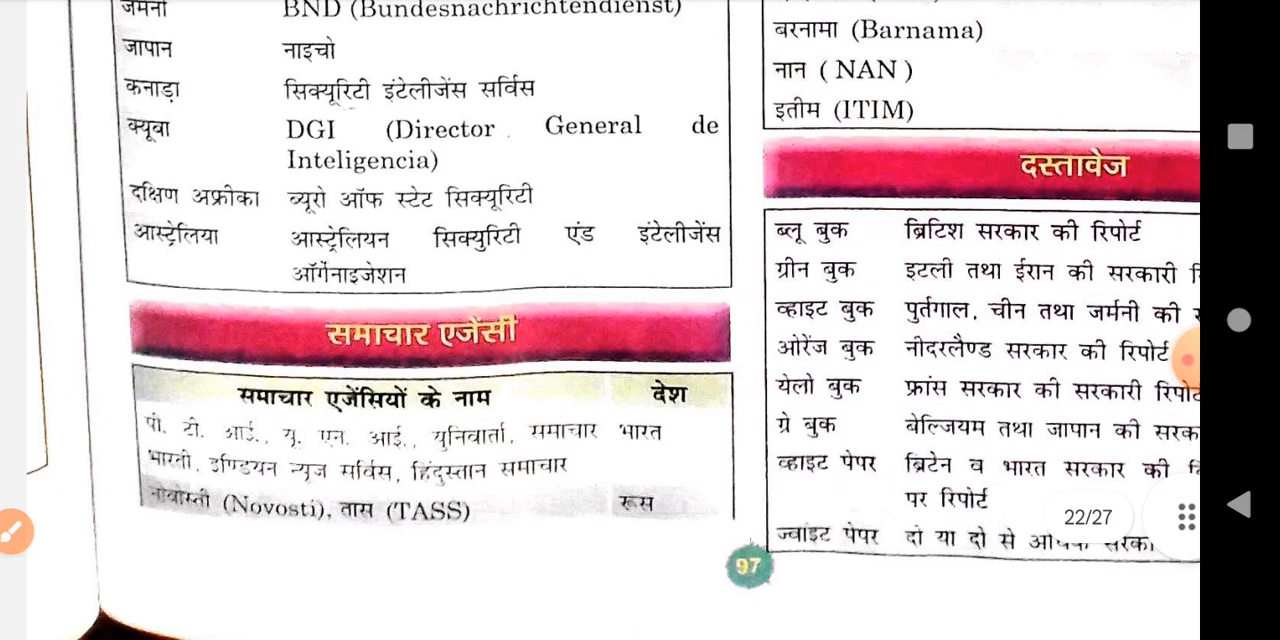 जर्मनी BND (Bundesnachrichtendienst)
जापान नाइचो
कनाड़ा सिक्यूरिटी इंटेलीजेंस सर्विस
क्यूबा DGI (Director General de
Inteligencia)
दक्षिण अफ्रीका ब्यूरो ऑफ स्टेट सिक्यूरिटी
आस्ट्रेलिया आस्ट्रेलियन सिक्युरिटी एंड इंटेलीजेंस
ऑर्गेनाइजेशन
समाचार एजेंसी
समाचार एजेंसियों के नाम देश
पी. टी. आई., यू. एन. आई., युनिवार्ता, समाचार भारत
भारती, इण्डियन न्यूज सर्विस, हिंदुस्तान समाचार
नोवोस्ती (Novosti), तास (TASS) रूस
बरनामा (Barnama)
नान ( NAN )
इतीम (ITIM)
दस्तावेज
ब्लू बुक ब्रिटिश सरकार की रिपोर्ट
ग्रीन बुक इटली तथा ईरान की सरकारी
व्हाइट बुक पुर्तगाल, चीन तथा जर्मनी की
ओरेंज बुक नीदरलैण्ड सरकार की रिपोर्ट
येलो बुक फ्रांस सरकार की सरकारी रिपोर्ट
ग्रे बुक बेल्जियम तथा जापान की
व्हाइट पेपर ब्रिटेन व भारत सरकार की
पर रिपोर्ट
ज्वांइट पेपर दो या दो से
22/27
97